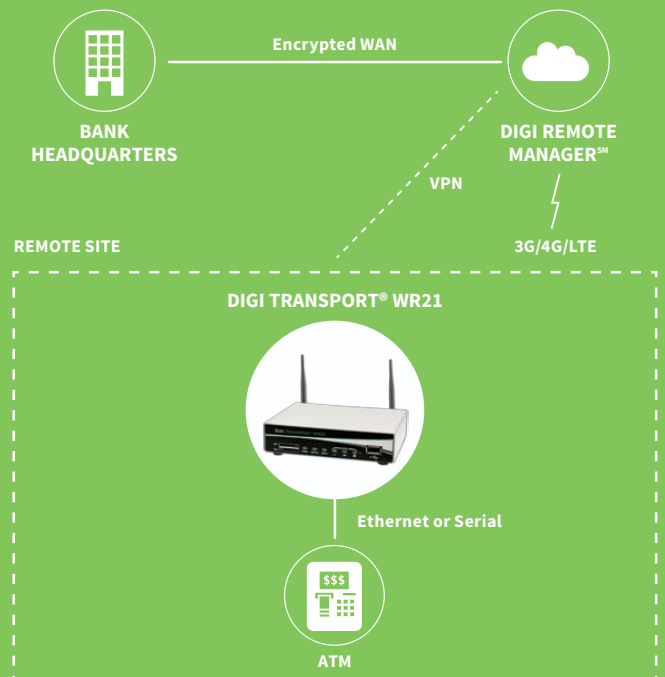 Encrypted WAN
BANK
HEADQUARTERS
DIGI REMOTE
MANAGER℠
VPN
REMOTE SITE
3G/4G/LTE
DIGI TRANSPORT® WR21
Ethernet or Serial
$$$
ATM